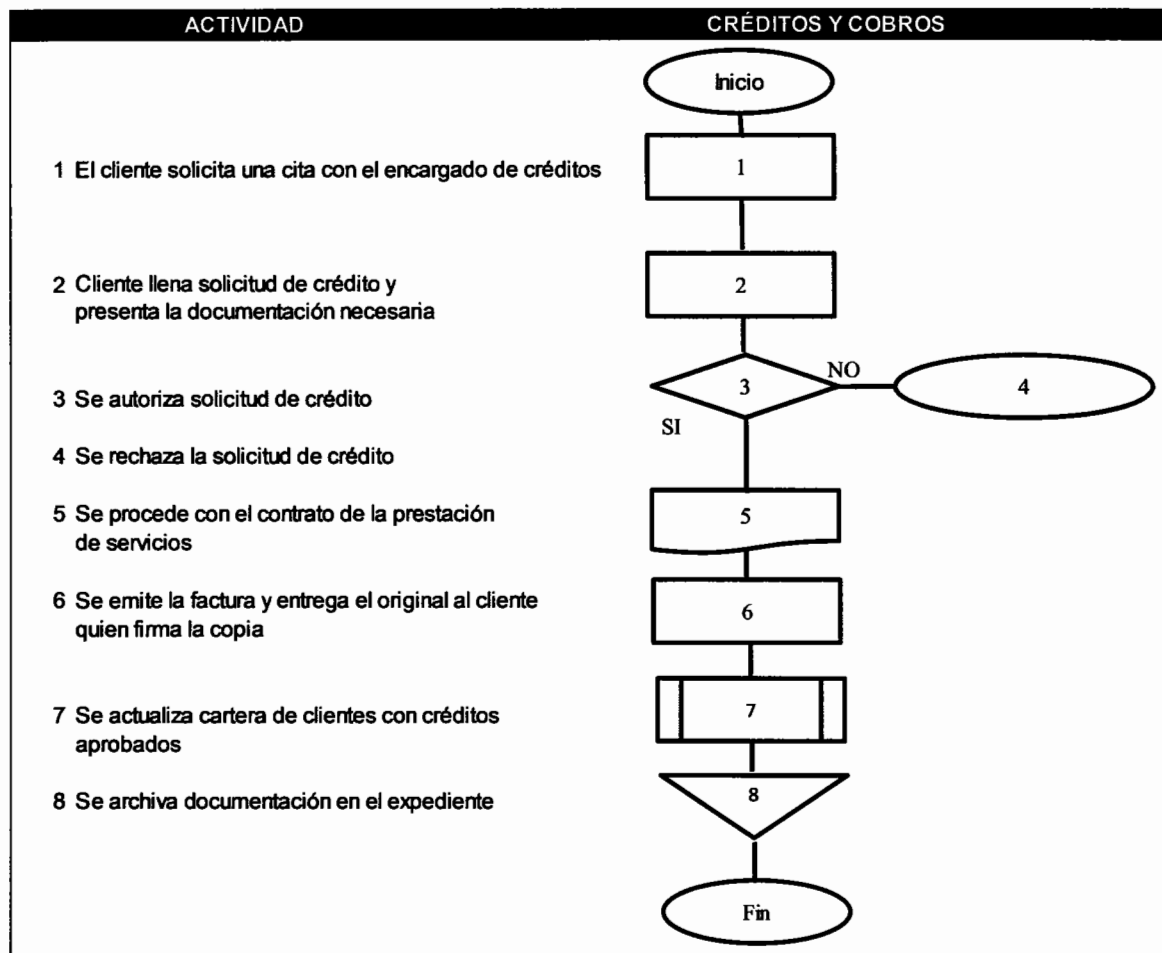 ACTIVIDAD CRÉDITOS Y COBROS
Inicio
1 El cliente solicita una cita con el encargado de créditos
1
2 Cliente llena solicitud de crédito y
presenta la documentación necesaria
2
3 Se autoriza solicitud de crédito
3
NO
4
SI
4 Se rechaza la solicitud de crédito
5 Se procede con el contrato de la prestación
de servicios
5
6 Se emite la factura y entrega el original al cliente
quien firma la copia
6
7 Se actualiza cartera de clientes con créditos
aprobados
7
8 Se archiva documentación en el expediente
8
Fin